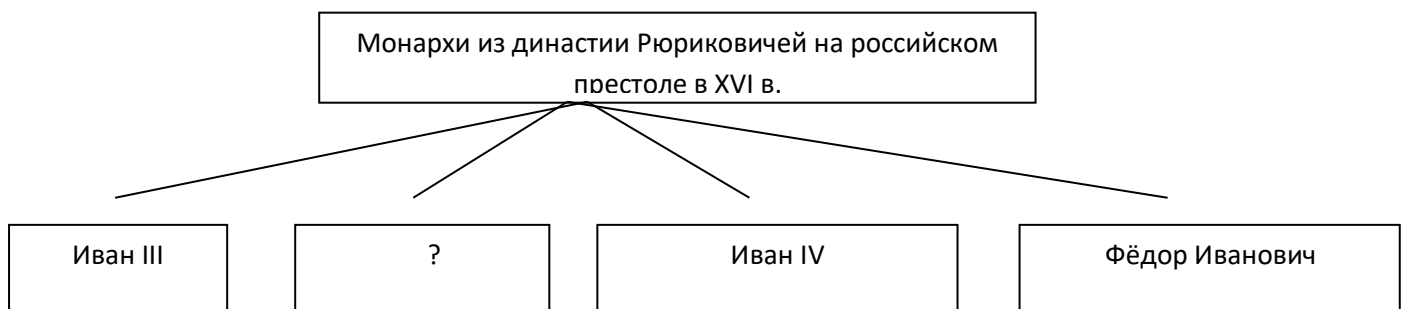 Монархи из династии Рюриковичей на российском
престоле в XVI в.
Иван III
?
Иван IV
Фёдор Иванович